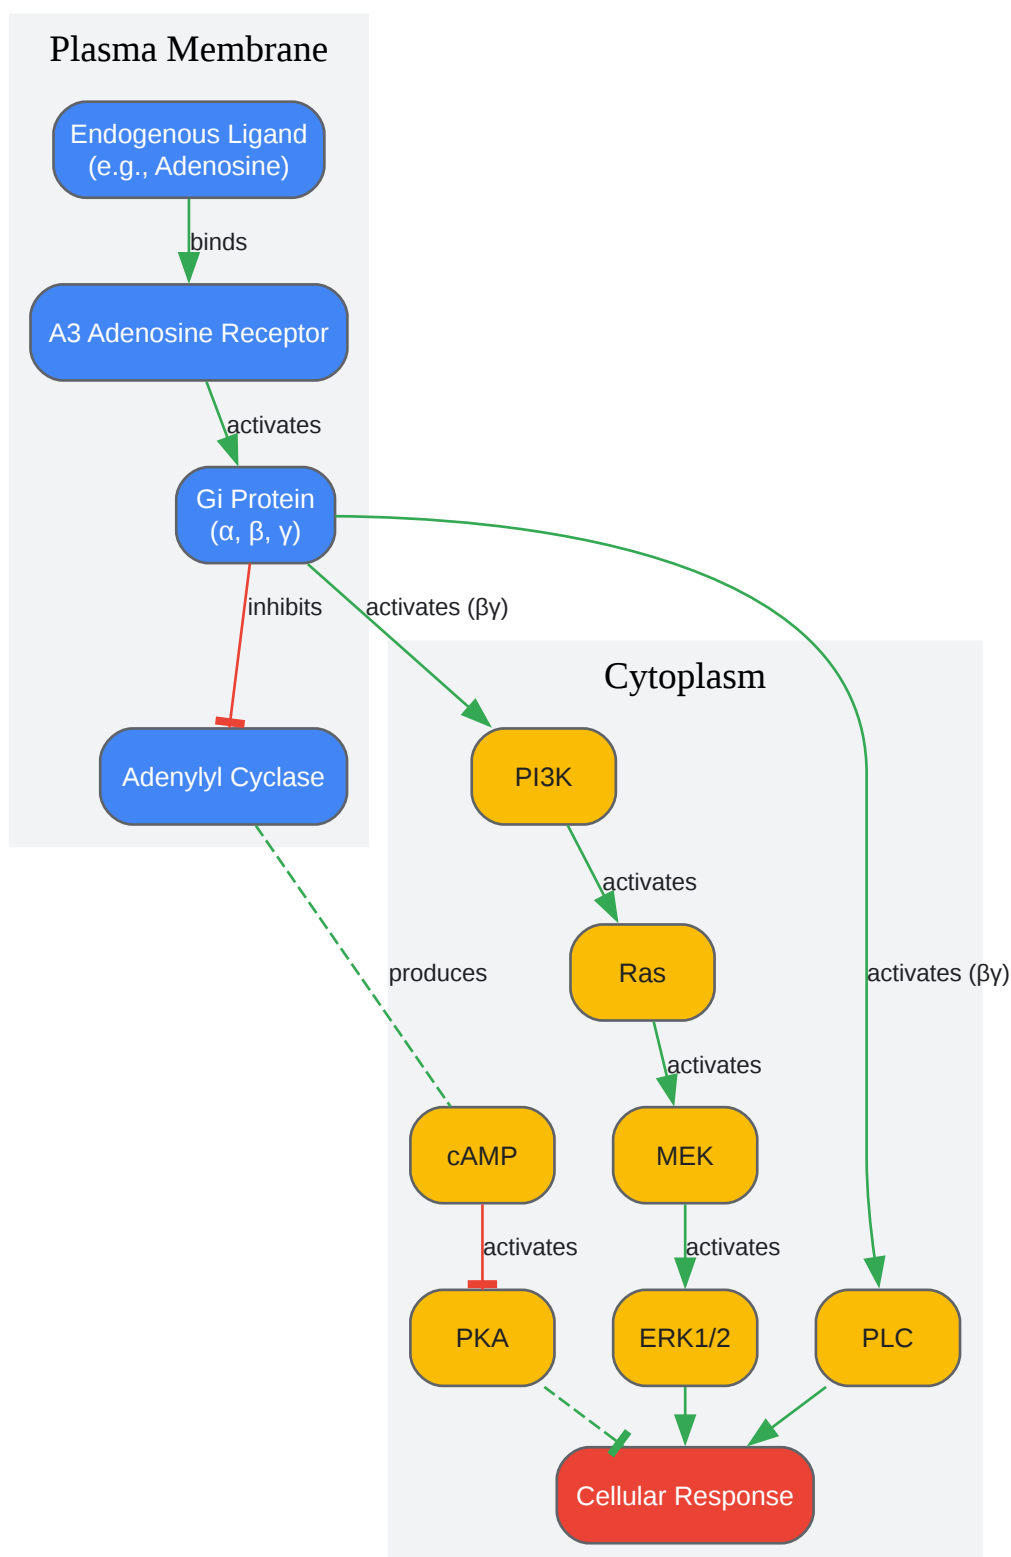 Plasma Membrane
Endogenous Ligand
(e.g., Adenosine)
binds
A3 Adenosine Receptor
activates
Gi Protein
(α, β, γ)
inhibits
activates (βγ)
Cytoplasm
Adenylyl Cyclase
PI3K
activates
Ras
produces
activates (βγ)
activates
cAMP
MEK
activates
activates
PKA
ERK1/2
PLC
Cellular Response